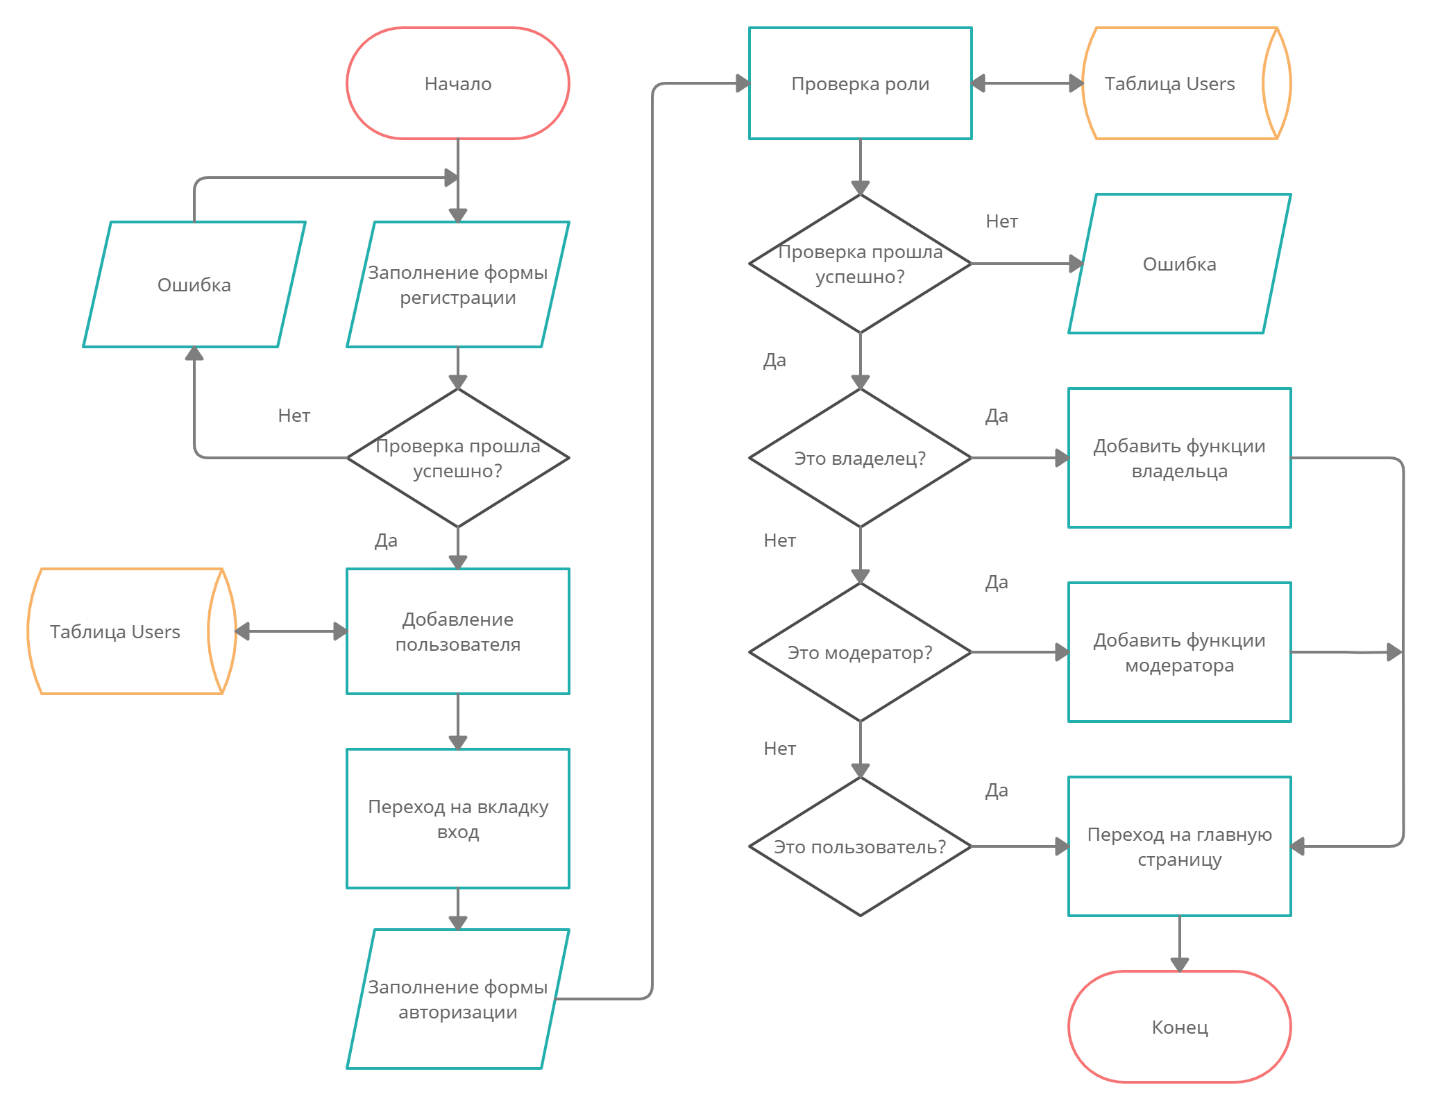 Начало
Ошибка
Заполнение формы
регистрации
Нет
Проверка прошла
успешно?
Да
Таблица Users
Добавление
пользователя
Переход на вкладку
вход
Заполнение формы
авторизации
Проверка роли
Таблица Users
Проверка прошла
успешно?
Нет
Ошибка
Да
Это владелец?
Да
Добавить функции
владельца
Нет
Это модератор?
Да
Добавить функции
модератора
Нет
Это пользователь?
Да
Переход на главную
страницу
Конец